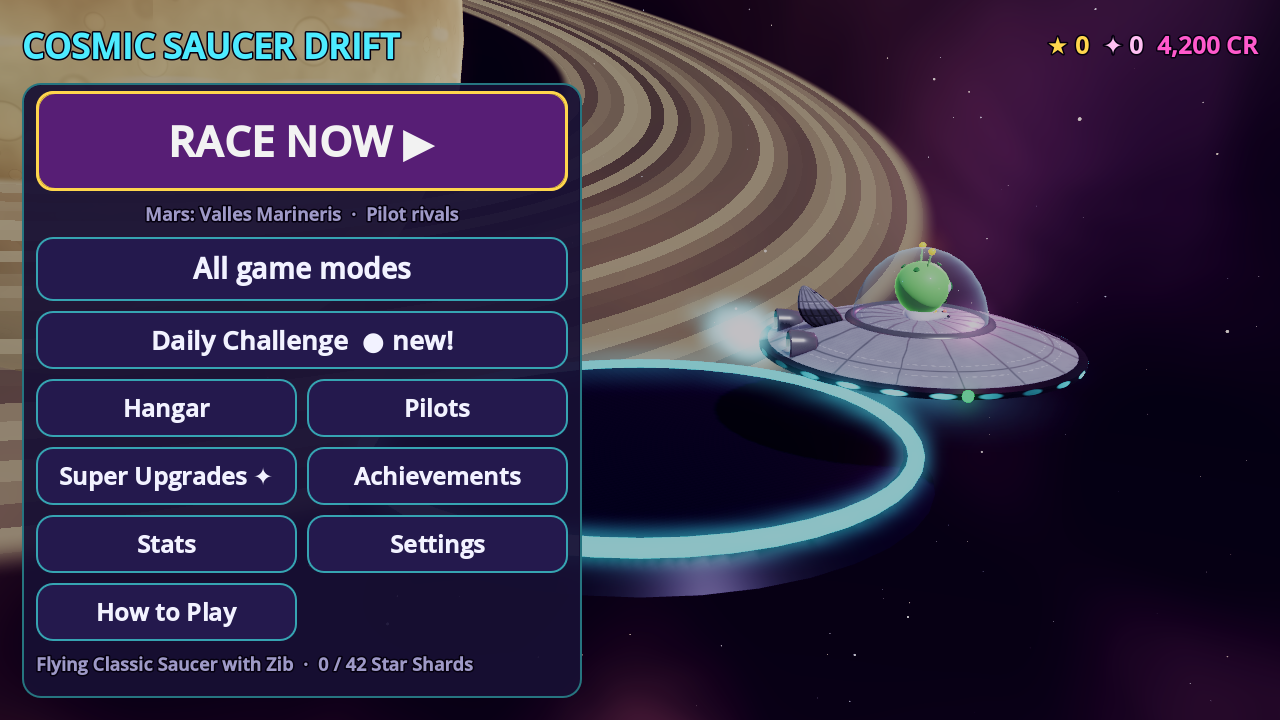 COSMIC SAUCER DRIFT
★ 0 ✦ 0 4,200 CR
RACE NOW ▶
Mars: Valles Marineris · Pilot rivals
All game modes
Daily Challenge ● new!
Hangar
Pilots
Super Upgrades ✦
Achievements
Stats
Settings
How to Play
Flying Classic Saucer with Zib · 0 / 42 Star Shards